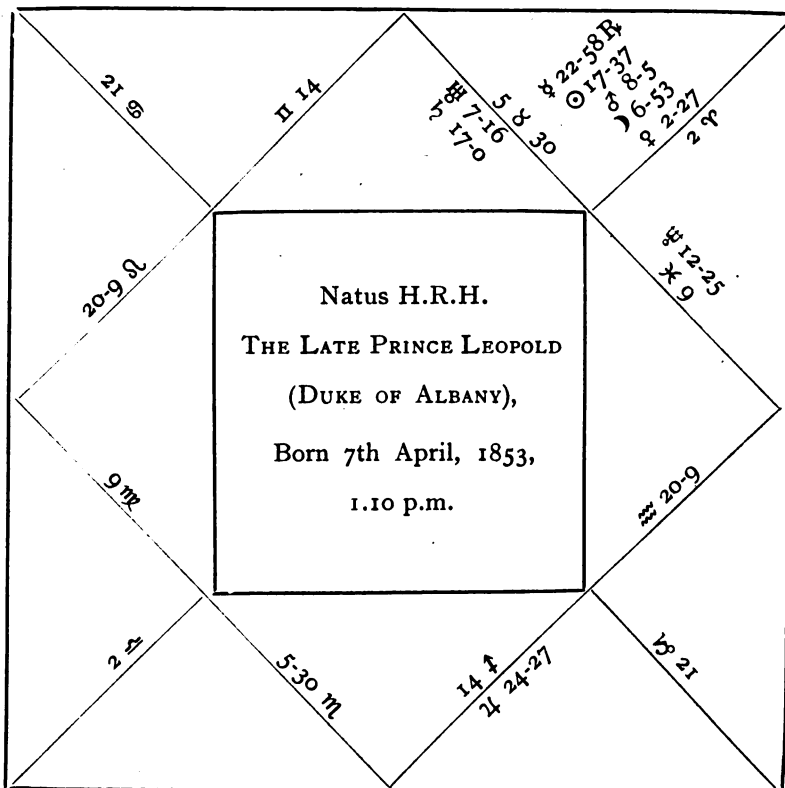 21 ♋
♊ 14
♅ 7-16
♄ 17-0
5 ♉ 30
☿ 22-58 ℞
☉ 17-37
♂ 8-5
☽ 6-53
♀ 2-27
2 ♈
♆ 12-25
♓ 9
20-9 ♌
Natus H.R.H.
The Late Prince Leopold
(Duke of Albany),
Born 7th April, 1853,
1.10 p.m.
9 ♍
♒ 20-9
2 ♎
5-30 ♏
14 ♐
♃ 24-27
♑ 21